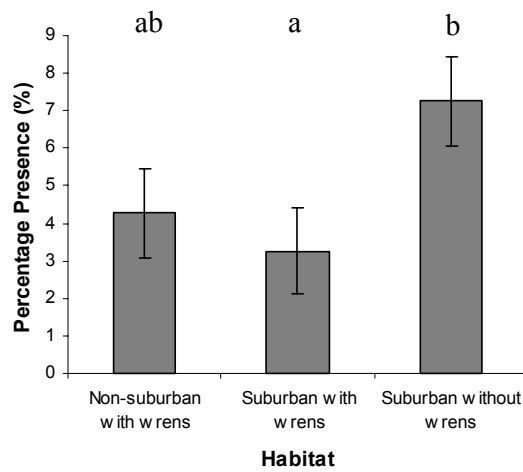 ab a b
Percentage Presence (%)
9
8
7
6
5
4
3
2
1
0
Non-suburban with wrens
Suburban with wrens
Suburban without wrens
Habitat